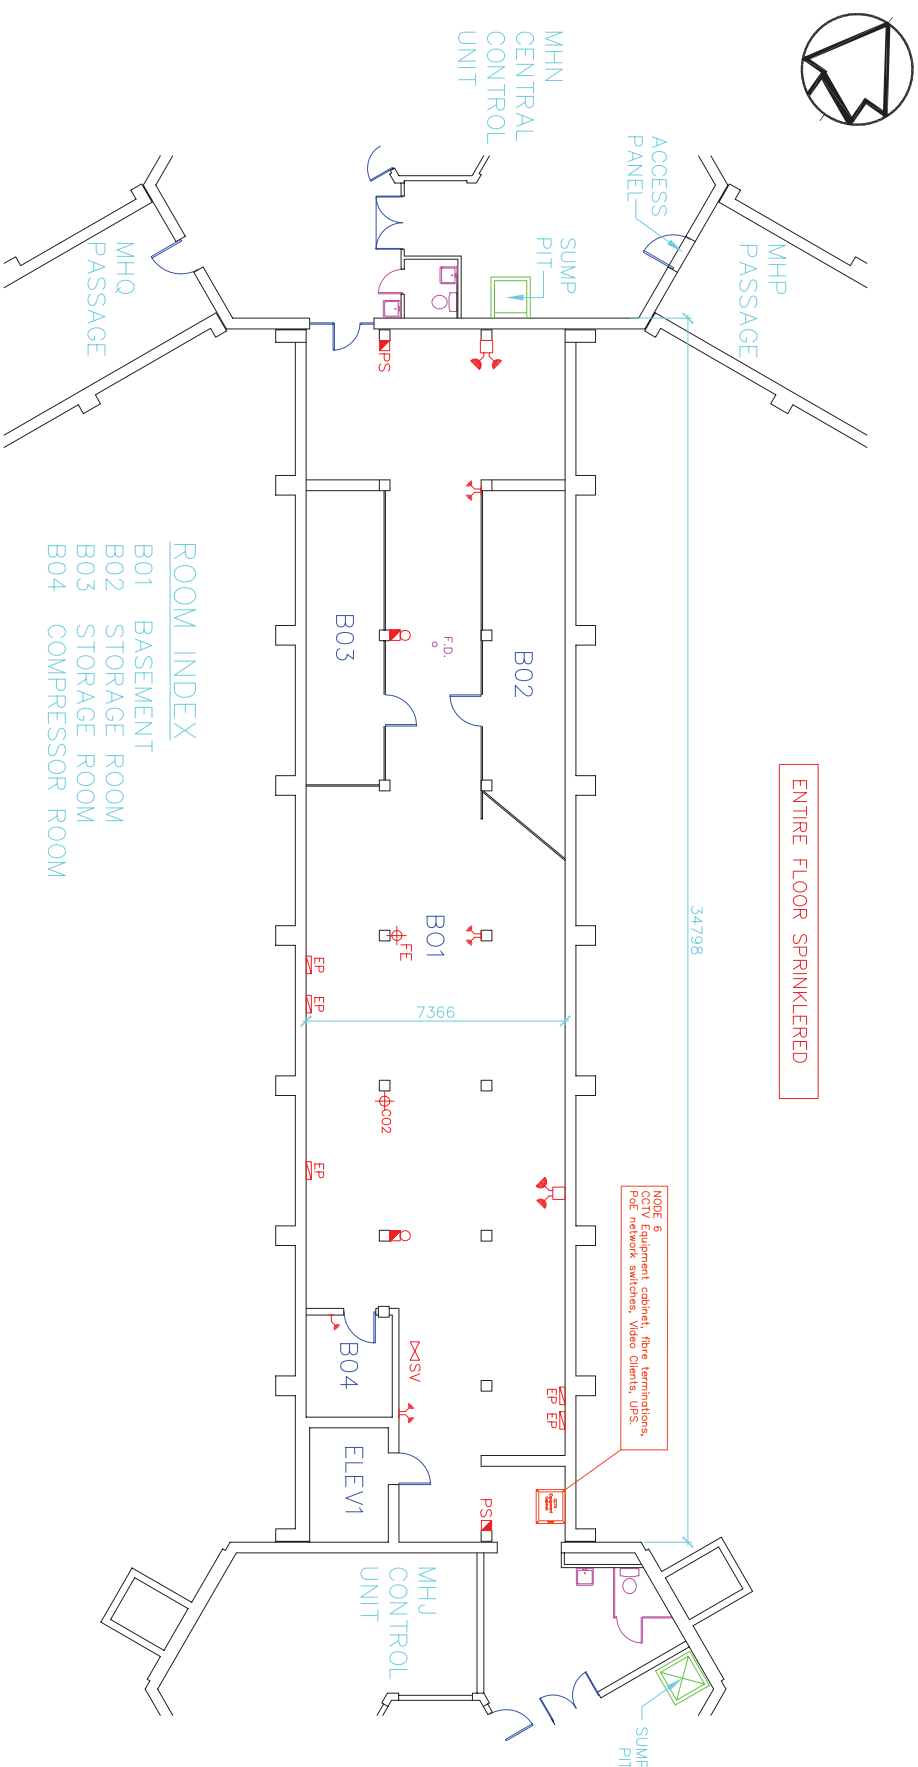 MHN
CENTRAL
CONTROL
UNIT
ACCESS
PANEL
SUMP
PIT
MHP
PASSAGE
MHQ
PASSAGE
PS
ENTIRE FLOOR SPRINKLERED
34798
7366
B02
B03
F.D.
B01
FE
EP
EP
CO2
EP
NODE 6
CCTV Equipment cabinet, fibre terminations,
PoE network switches, Video Clients, UPS.
EP EP
SV
B04
ELEV1
PS
CCTV
Equipment
Cabinet
MHJ
CONTROL
UNIT
SUMP
PIT
ROOM INDEX
B01 BASEMENT
B02 STORAGE ROOM
B03 STORAGE ROOM
B04 COMPRESSOR ROOM